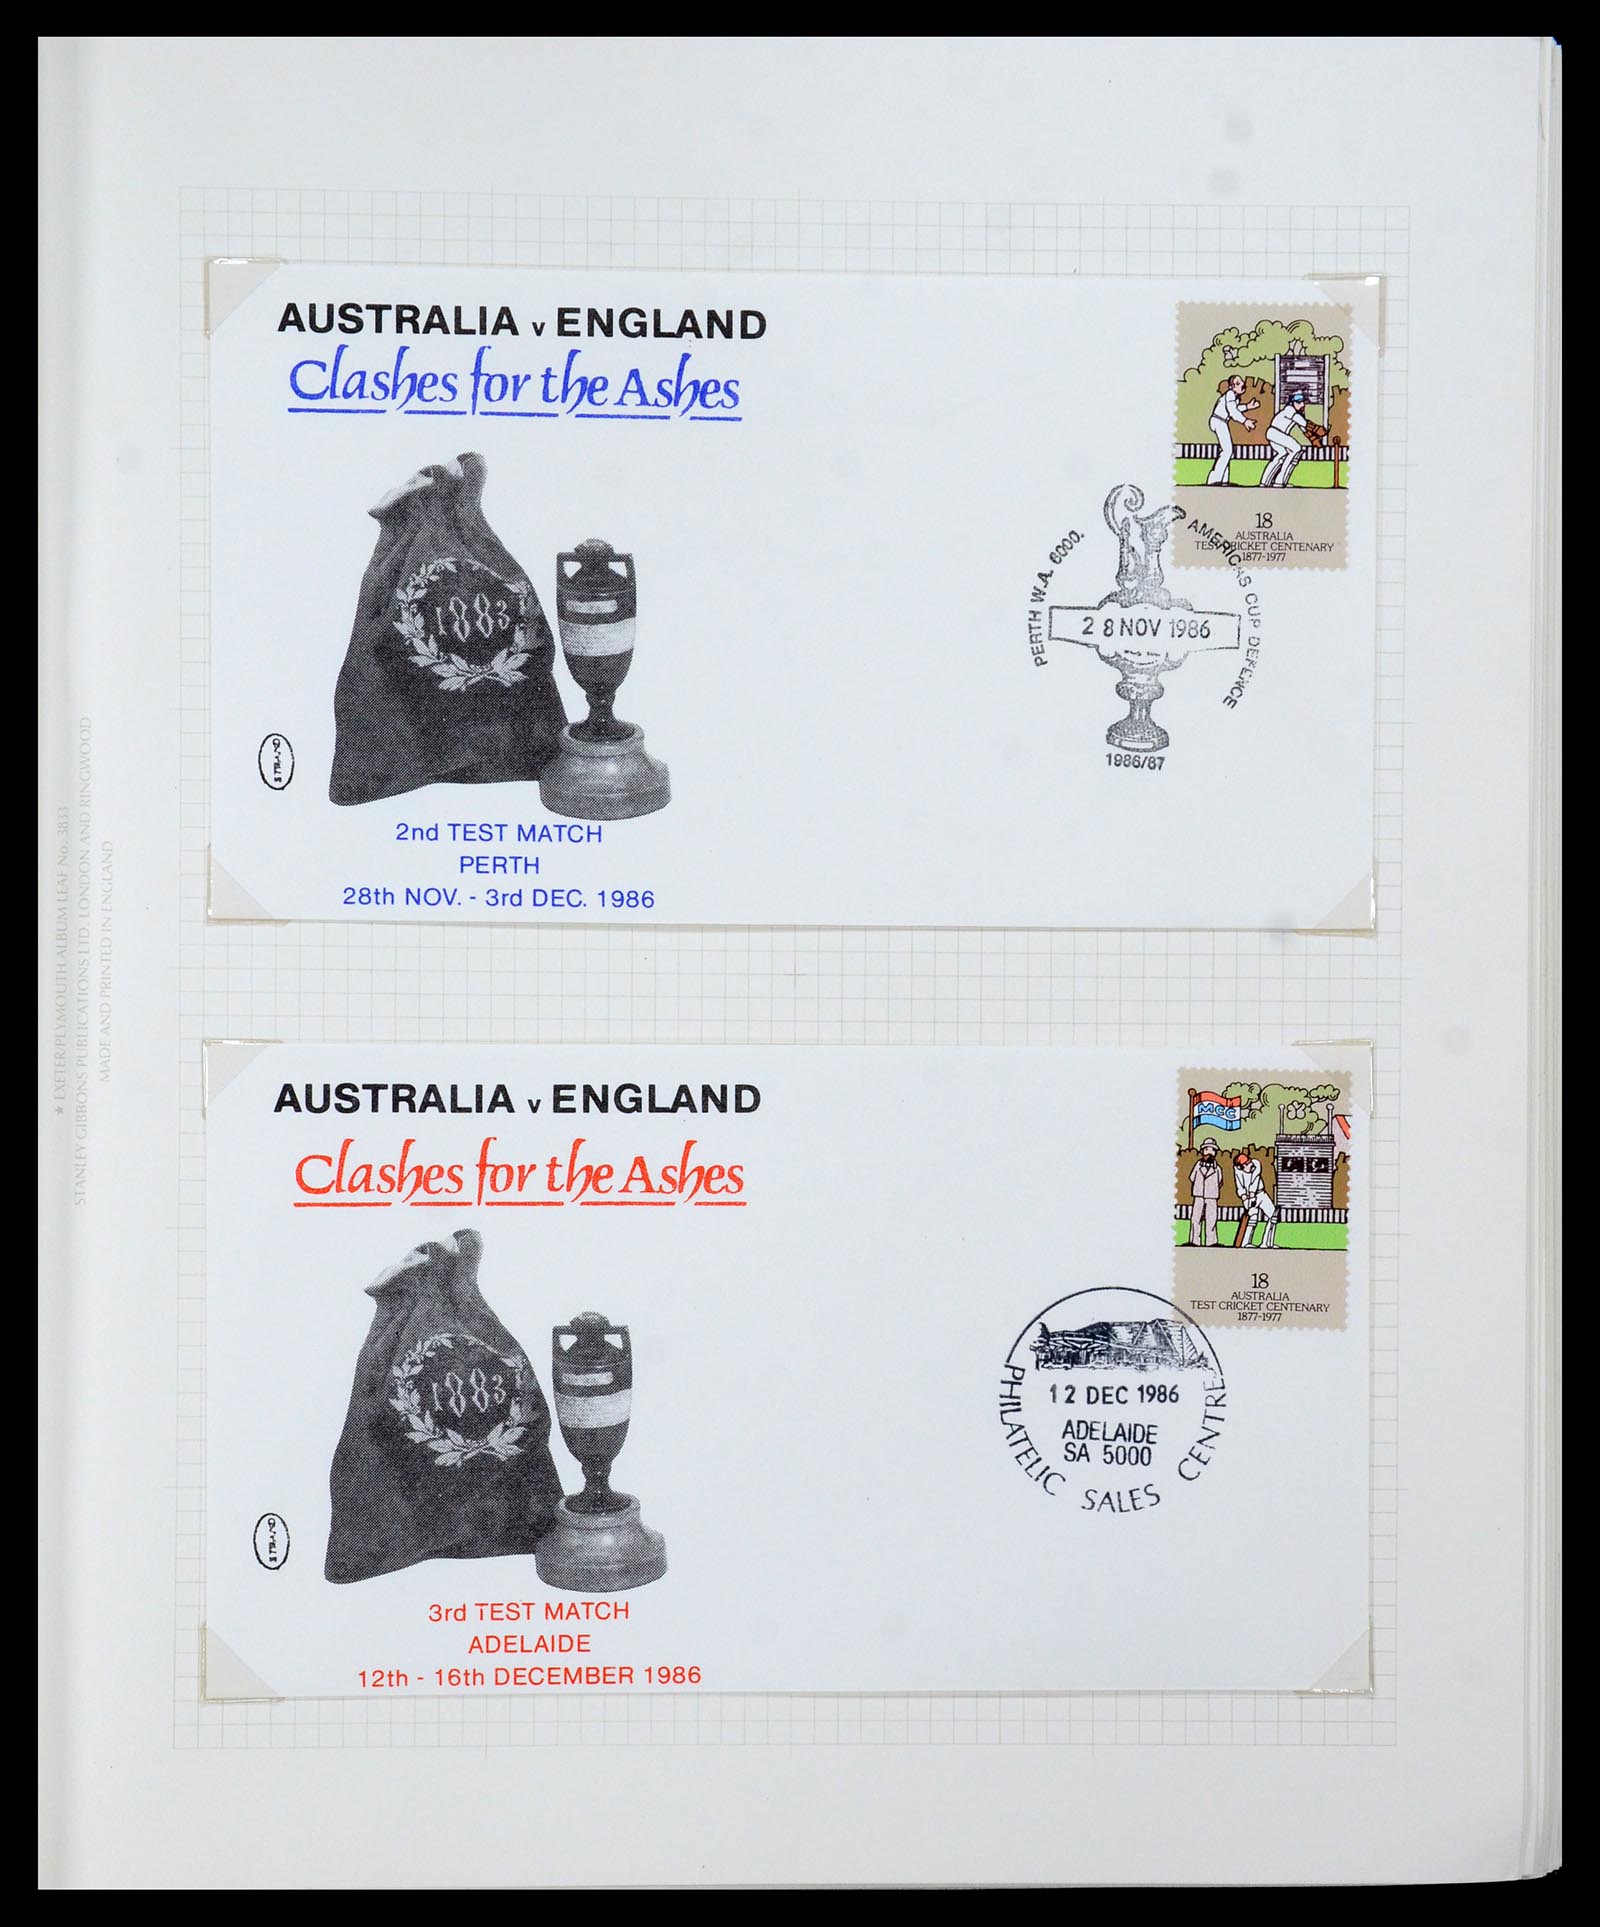 AUSTRALIA v ENGLAND
Clashes for the Ashes
1883
2nd TEST MATCH
PERTH
28th NOV. - 3rd DEC. 1986
18
AUSTRALIA
TEST CRICKET CENTENARY
1877-1977
PERTH W.A. 6000.
AMERICAS CUP DEFENCE
28 NOV 1986
1986/87
★ EXETER/PLYMOUTH ALBUM LEAF No. 3833
STANLEY GIBBONS PUBLICATIONS LTD. LONDON AND RINGWOOD
MADE AND PRINTED IN ENGLAND
AUSTRALIA v ENGLAND
Clashes for the Ashes
1883
3rd TEST MATCH
ADELAIDE
12th - 16th DECEMBER 1986
MCC
18
AUSTRALIA
TEST CRICKET CENTENARY
1877-1977
12 DEC 1986
ADELAIDE
SA 5000
PHILATELIC SALES CENTRE